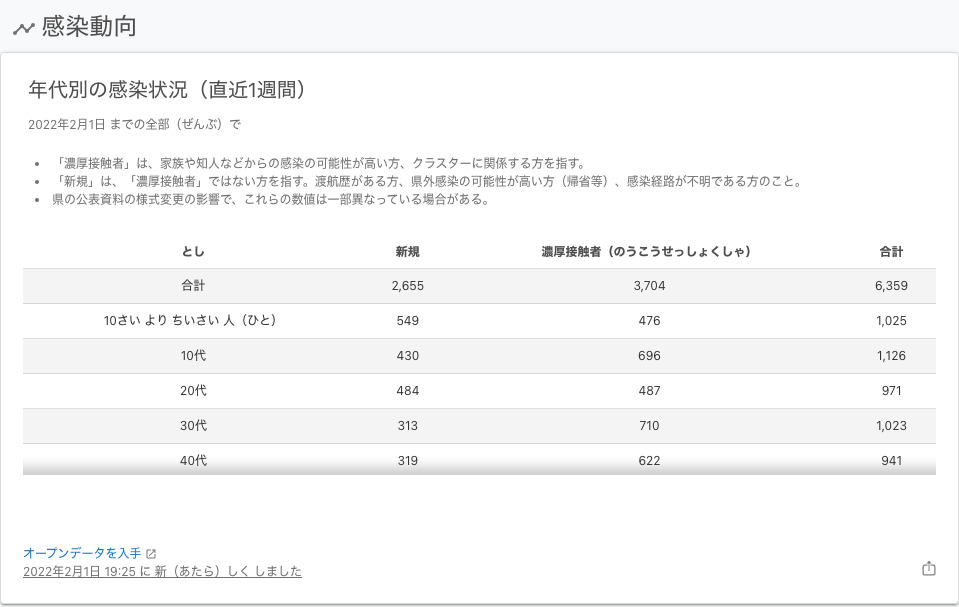 感染動向
年代別の感染状況（直近1週間）
2022年2月1日 までの全部（ぜんぶ）で
• 「濃厚接触者」は、家族や知人などからの感染の可能性が高い方、クラスターに関係する方を指す。
• 「新規」は、「濃厚接触者」ではない方を指す。渡航歴がある方、県外感染の可能性が高い方（帰省等）、感染経路が不明である方のこと。
• 県の公表資料の様式変更の影響で、これらの数値は一部異なっている場合がある。
とし 新規 濃厚接触者（のうこうせっしょくしゃ） 合計
合計 2,655 3,704 6,359
10さい より ちいさい 人（ひと） 549 476 1,025
10代 430 696 1,126
20代 484 487 971
30代 313 710 1,023
40代 319 622 941
オープンデータを入手
2022年2月1日 19:25 に 新（あたら）しく しました